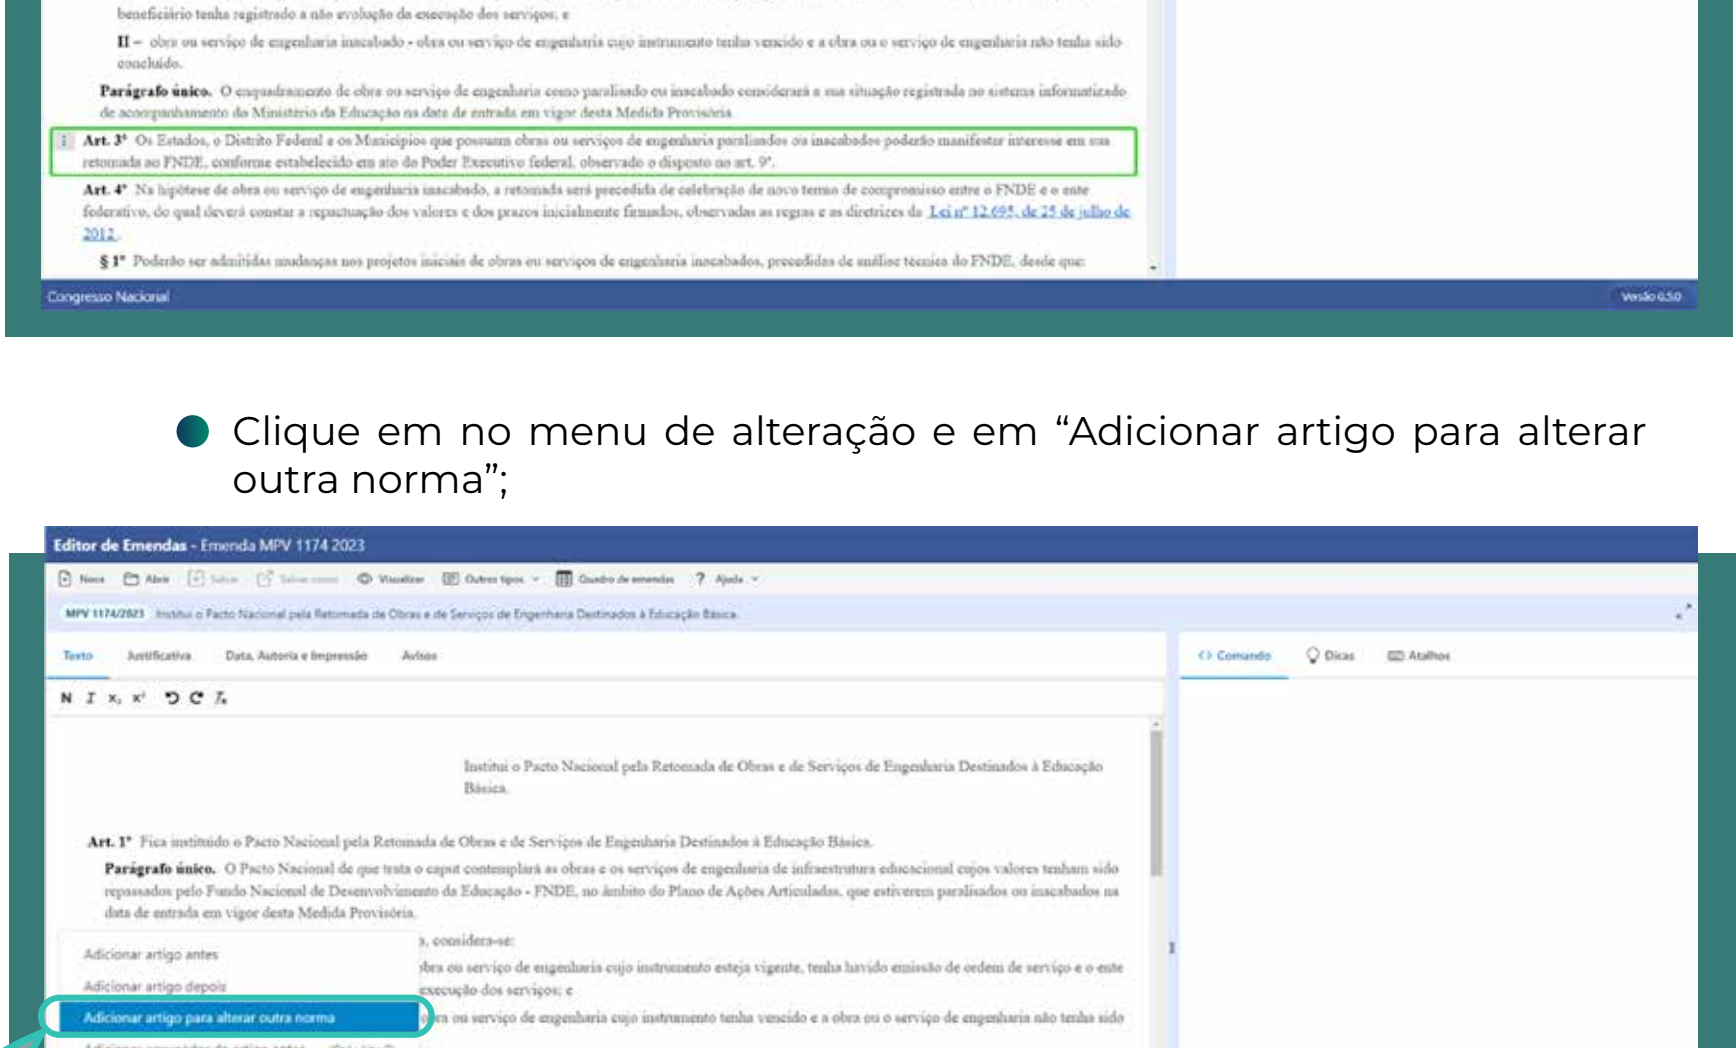 beneficiário tenha registrado a não evolução da execução dos serviços; e
II – obra ou serviço de engenharia inacabado - obra ou serviço de engenharia cujo instrumento tenha vencido e a obra ou o serviço de engenharia não tenha sido
concluído.
Parágrafo único. O enquadramento de obra ou serviço de engenharia como paralisado ou inacabado considerará a sua situação registrada no sistema informatizado
de acompanhamento do Ministério da Educação na data de entrada em vigor desta Medida Provisória.
Art. 3º Os Estados, o Distrito Federal e os Municípios que possuam obras ou serviços de engenharia paralisados ou inacabados poderão manifestar interesse em sua
retomada ao FNDE, conforme estabelecido em ato do Poder Executivo federal, observado o disposto no art. 9º.
Art. 4º Na hipótese de obra ou serviço de engenharia inacabado, a retomada será precedida de celebração de novo termo de compromisso entre o FNDE e o ente
federativo, do qual deverá constar a repactuação dos valores e dos prazos inicialmente firmados, observadas as regras e as diretrizes da Lei nº 12.695, de 25 de julho de
2012.
§ 1º Poderão ser admitidas mudanças nos projetos iniciais de obras ou serviços de engenharia inacabados, precedidas de análise técnica do FNDE, desde que:
Congresso Nacional
Versão 0.5.0
Clique em no menu de alteração e em “Adicionar artigo para alterar
outra norma”;
Editor de Emendas - Emenda MPV 1174 2023
Nova Abrir Salvar Salvar como Visualizar Outros tipos Quadro de emendas ? Ajuda
MPV 1174/2023 Institui o Pacto Nacional pela Retomada de Obras e de Serviços de Engenharia Destinados à Educação Básica.
Texto Justificativa Data, Autoria e Impressão Avisos
<> Comando Dicas Atalhos
N I x₂ x²
Institui o Pacto Nacional pela Retomada de Obras e de Serviços de Engenharia Destinados à Educação
Básica.
Art. 1º Fica instituído o Pacto Nacional pela Retomada de Obras e de Serviços de Engenharia Destinados à Educação Básica.
Parágrafo único. O Pacto Nacional de que trata o caput contemplará as obras e os serviços de engenharia de infraestrutura educacional cujos valores tenham sido
repassados pelo Fundo Nacional de Desenvolvimento da Educação - FNDE, no âmbito do Plano de Ações Articuladas, que estiverem paralisados ou inacabados na
data de entrada em vigor desta Medida Provisória.
, considera-se:
Adicionar artigo antes
obra ou serviço de engenharia cujo instrumento esteja vigente, tenha havido emissão de ordem de serviço e o ente
Adicionar artigo depois
execução dos serviços; e
Adicionar artigo para alterar outra norma
obra ou serviço de engenharia cujo instrumento tenha vencido e a obra ou o serviço de engenharia não tenha sido